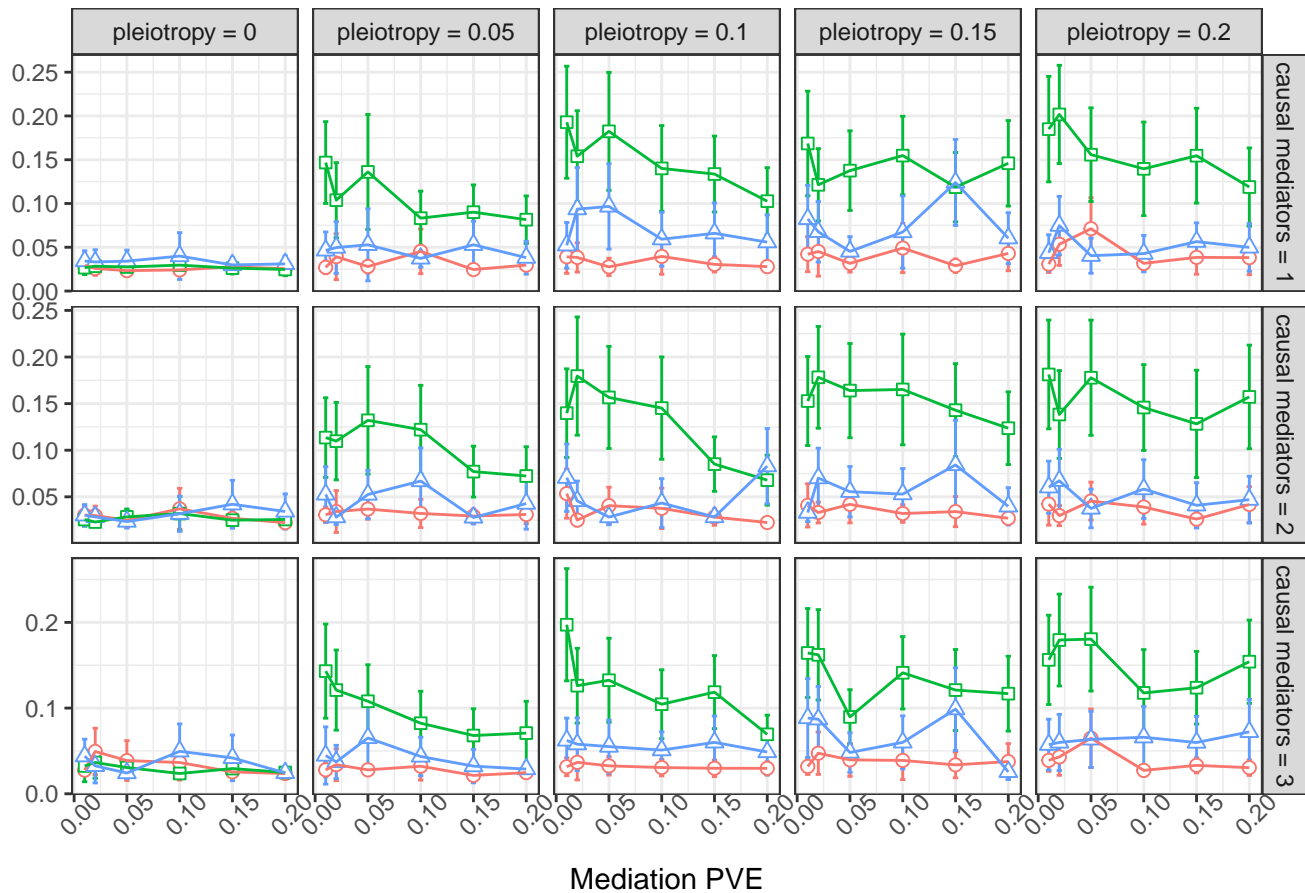 pleiotropy = 0
pleiotropy = 0.05
pleiotropy = 0.1
pleiotropy = 0.15
pleiotropy = 0.2
0.25
0.20
0.15
0.10
0.05
0.00
causal mediators = 1
0.25
0.20
0.15
0.10
0.05
causal mediators = 2
0.2
0.1
0.0
causal mediators = 3
0.00 0.05 0.10 0.15 0.20 0.00 0.05 0.10 0.15 0.20 0.00 0.05 0.10 0.15 0.20 0.00 0.05 0.10 0.15 0.20 0.00 0.05 0.10 0.15 0.20
Mediation PVE